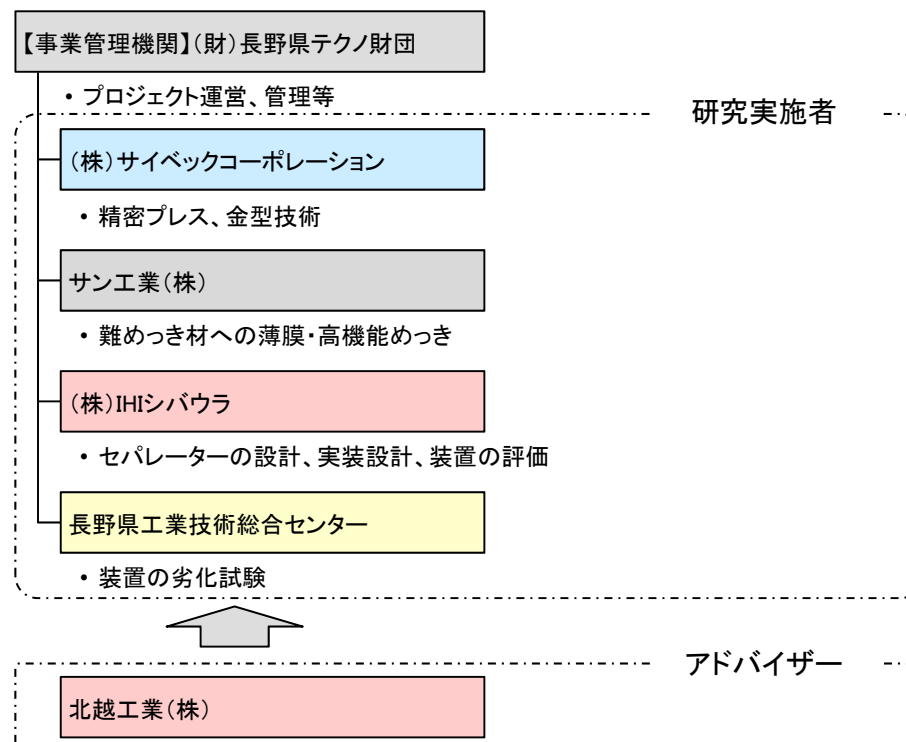 【事業管理機関】(財)長野県テクノ財団
・プロジェクト運営、管理等
研究実施者
(株)サイベックコーポレーション
・精密プレス、金型技術
サン工業(株)
・難めっき材への薄膜・高機能めっき
(株)IHIシバウラ
・セパレーターの設計、実装設計、装置の評価
長野県工業技術総合センター
・装置の劣化試験
アドバイザー
北越工業(株)